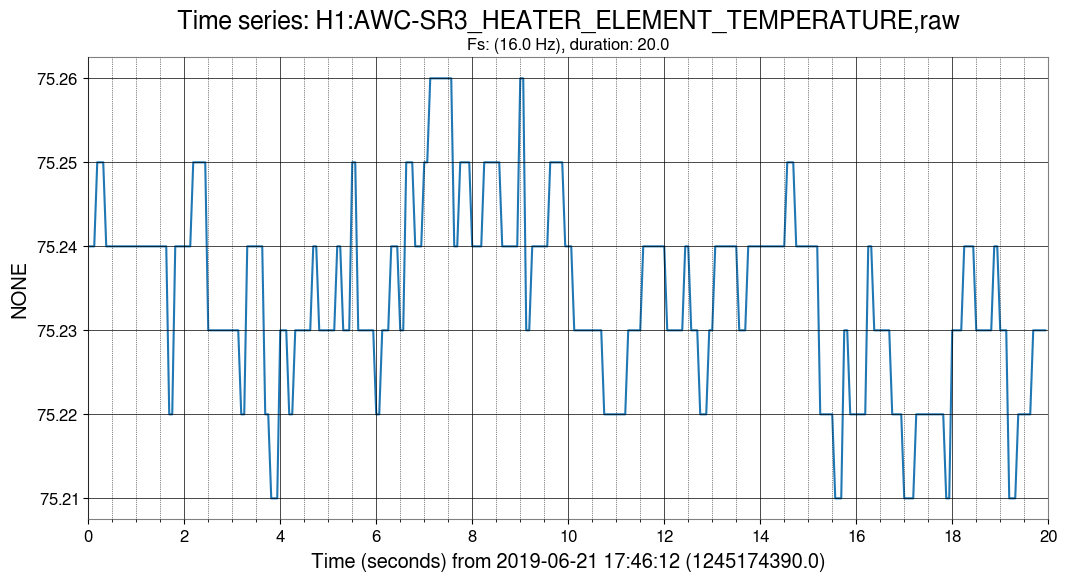 Time series: H1:AWC-SR3_HEATER_ELEMENT_TEMPERATURE,raw
Fs: (16.0 Hz), duration: 20.0
75.26
75.25
75.24
75.23
75.22
75.21
NONE
0 2 4 6 8 10 12 14 16 18 20
Time (seconds) from 2019-06-21 17:46:12 (1245174390.0)